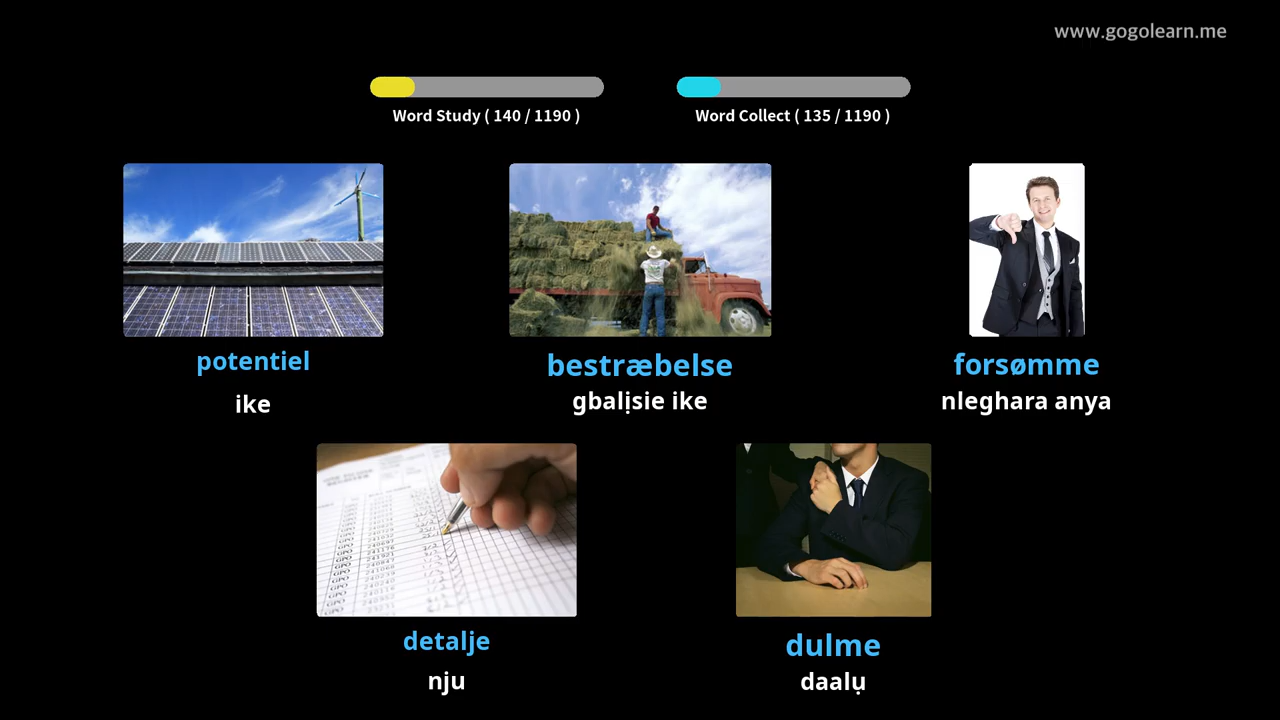 www.gogolearn.me
Word Study ( 140 / 1190 )
Word Collect ( 135 / 1190 )
potentiel
ike
bestræbelse
gbalịsie ike
forsømme
nleghara anya
detalje
nju
dulme
daalụ